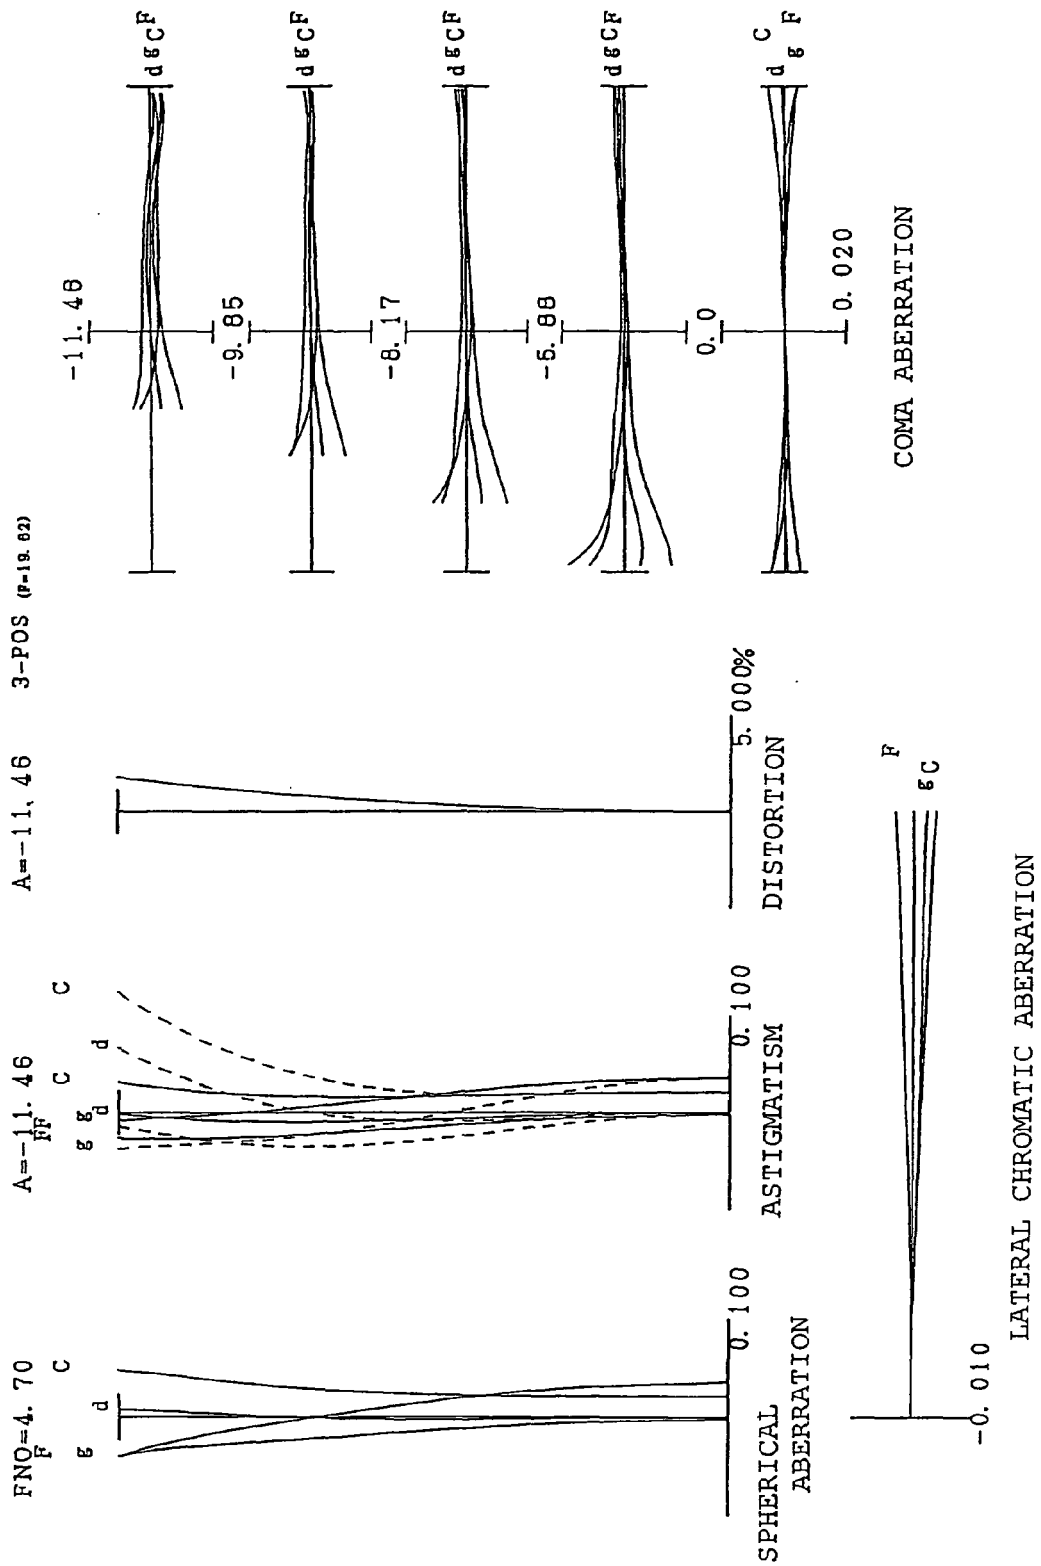 FNO=4.70
F
g
d
C
0.100
SPHERICAL
ABERRATION
A=-11.46
FF
g
g
d
C
d
C
0.100
ASTIGMATISM
A=-11.46
5.000%
DISTORTION
3-POS (F=19.62)
-11.46
d g C F
-9.85
d g C F
-8.17
d g C F
-5.88
d g C F
0.0
d g C F
0.020
COMA ABERRATION
F
g C
-0.010
LATERAL CHROMATIC ABERRATION